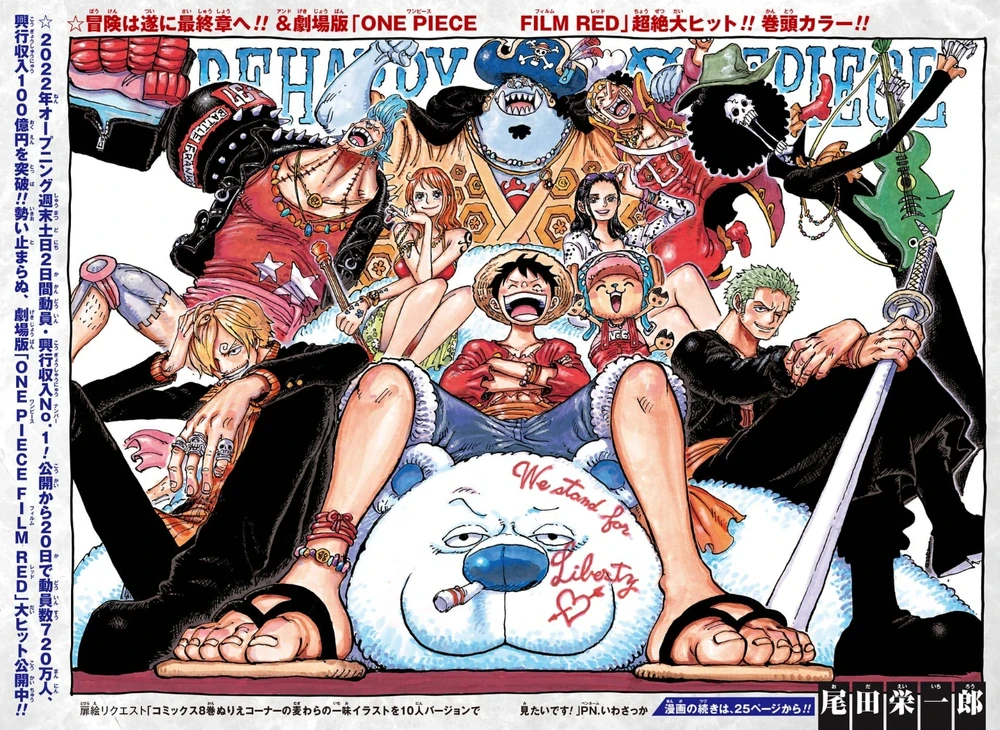 ☆冒険は遂に最終章へ!! &劇場版「ONE PIECE FILM RED」超絶大ヒット!! 巻頭カラー!!
☆2022年オープニング週末土日2日間動員・興行収入No.1!公開から20日で動員数720万人、
興行収入100億円を突破!!勢い止まらぬ、劇場版「ONE PIECE FILM RED」大ヒット公開中!!
We stand for
Liberty
扉絵リクエスト「コミックス8巻ぬりえコーナーの麦わらの一味イラストを10人バージョンで見たいです!」PN.いわさっか
漫画の続きは、25ページから!!
尾田栄一郎